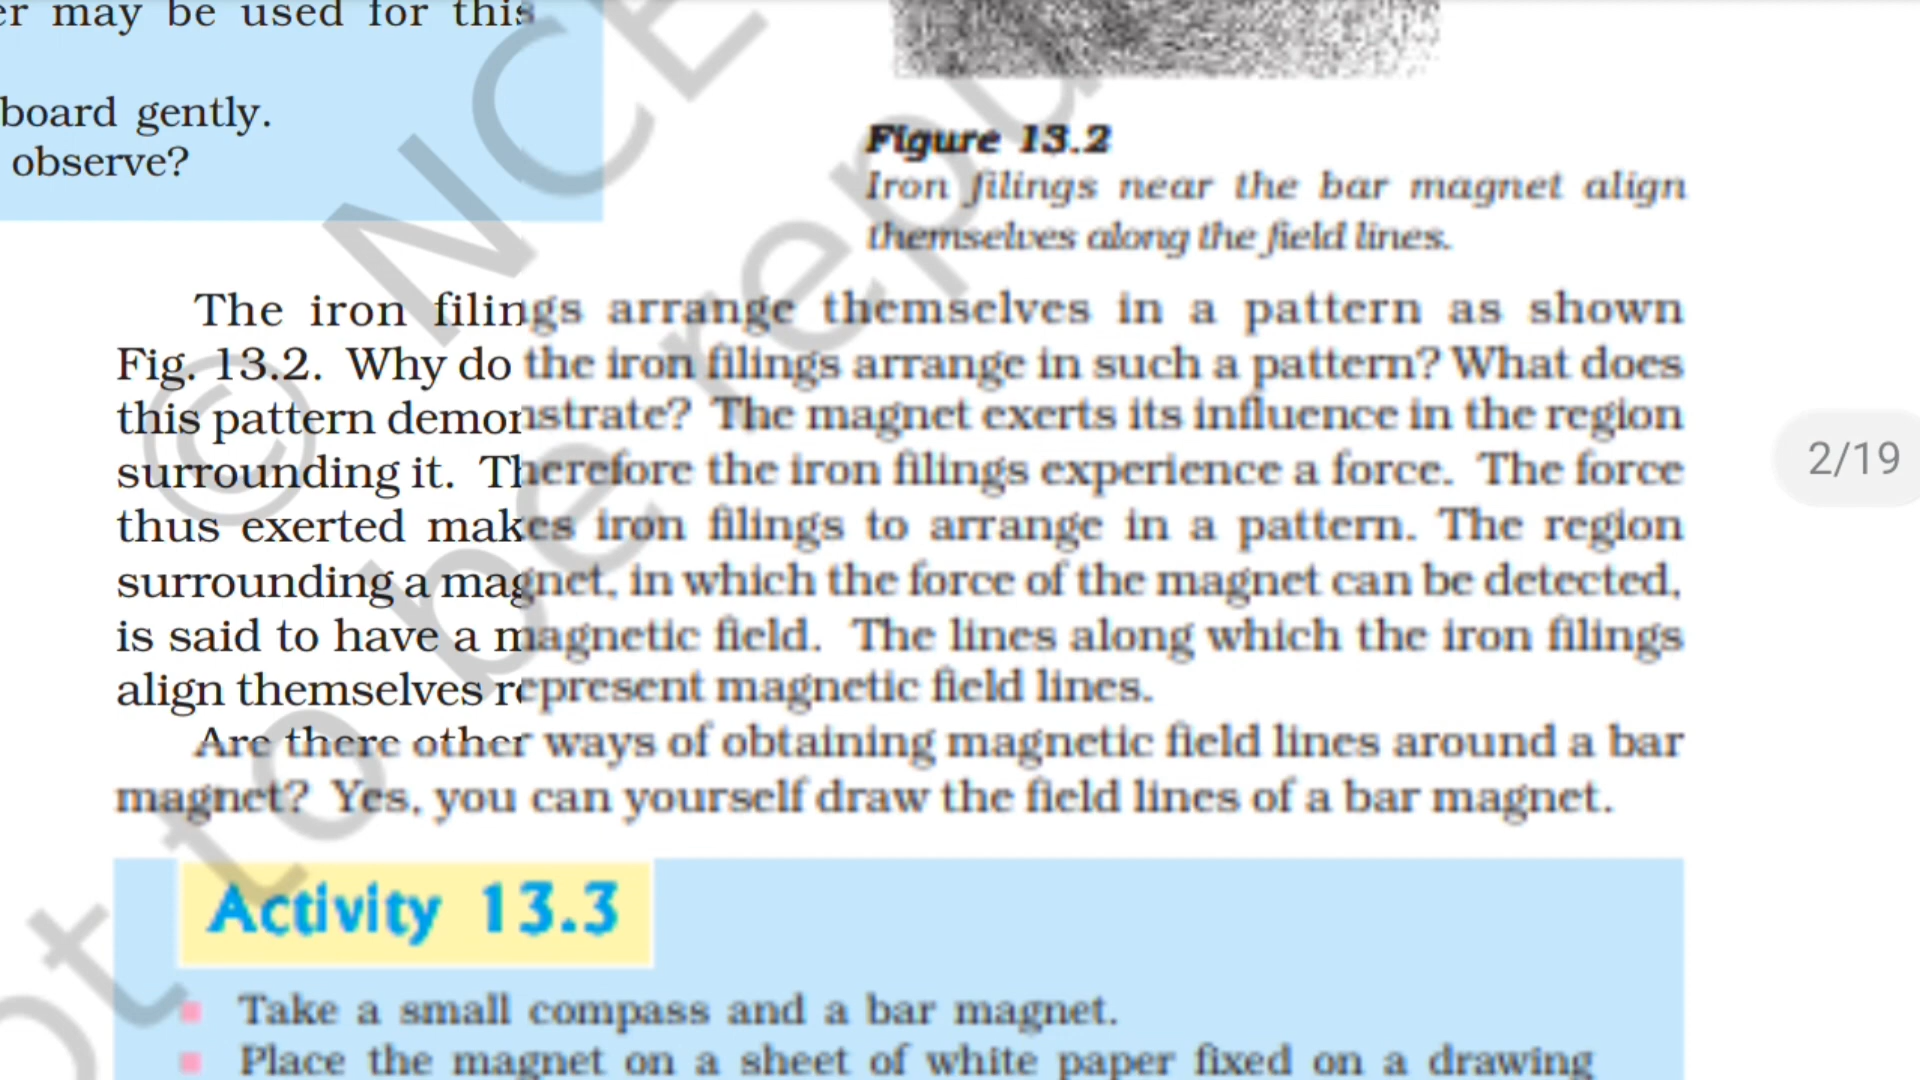 er may be used for this
board gently.
observe?
Figure 13.2
Iron filings near the bar magnet align
themselves along the field lines.
The iron filings arrange themselves in a pattern as shown
Fig. 13.2. Why do the iron filings arrange in such a pattern? What does
this pattern demonstrate? The magnet exerts its influence in the region
surrounding it. Therefore the iron filings experience a force. The force
thus exerted makes iron filings to arrange in a pattern. The region
surrounding a magnet, in which the force of the magnet can be detected,
is said to have a magnetic field. The lines along which the iron filings
align themselves represent magnetic field lines.
Are there other ways of obtaining magnetic field lines around a bar
magnet? Yes, you can yourself draw the field lines of a bar magnet.
2/19
Activity 13.3
Take a small compass and a bar magnet.
Place the magnet on a sheet of white paper fixed on a drawing
© NCE
ot to be repu